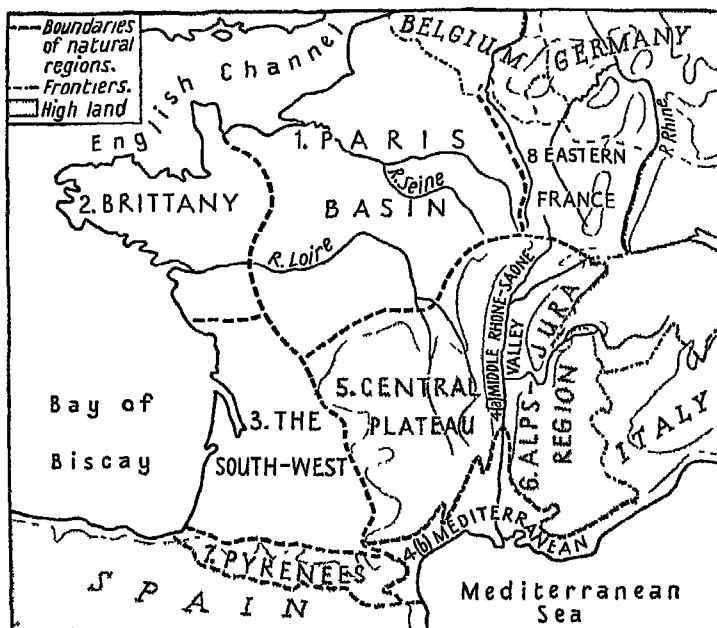 Boundaries
of natural
regions.
Frontiers.
High land
English Channel
BELGIUM
GERMANY
R. Rhine
1. PARIS
BASIN
R. Seine
8 EASTERN
FRANCE
2. BRITTANY
R. Loire
4(a) MIDDLE RHONE-SAONE
VALLEY
JURA
5. CENTRAL
PLATEAU
6. ALPS-
REGION
ITALY
Bay of
Biscay
3. THE
SOUTH-WEST
4(b) MEDITERRANEAN
7. PYRENEES
SPAIN
Mediterranean
Sea